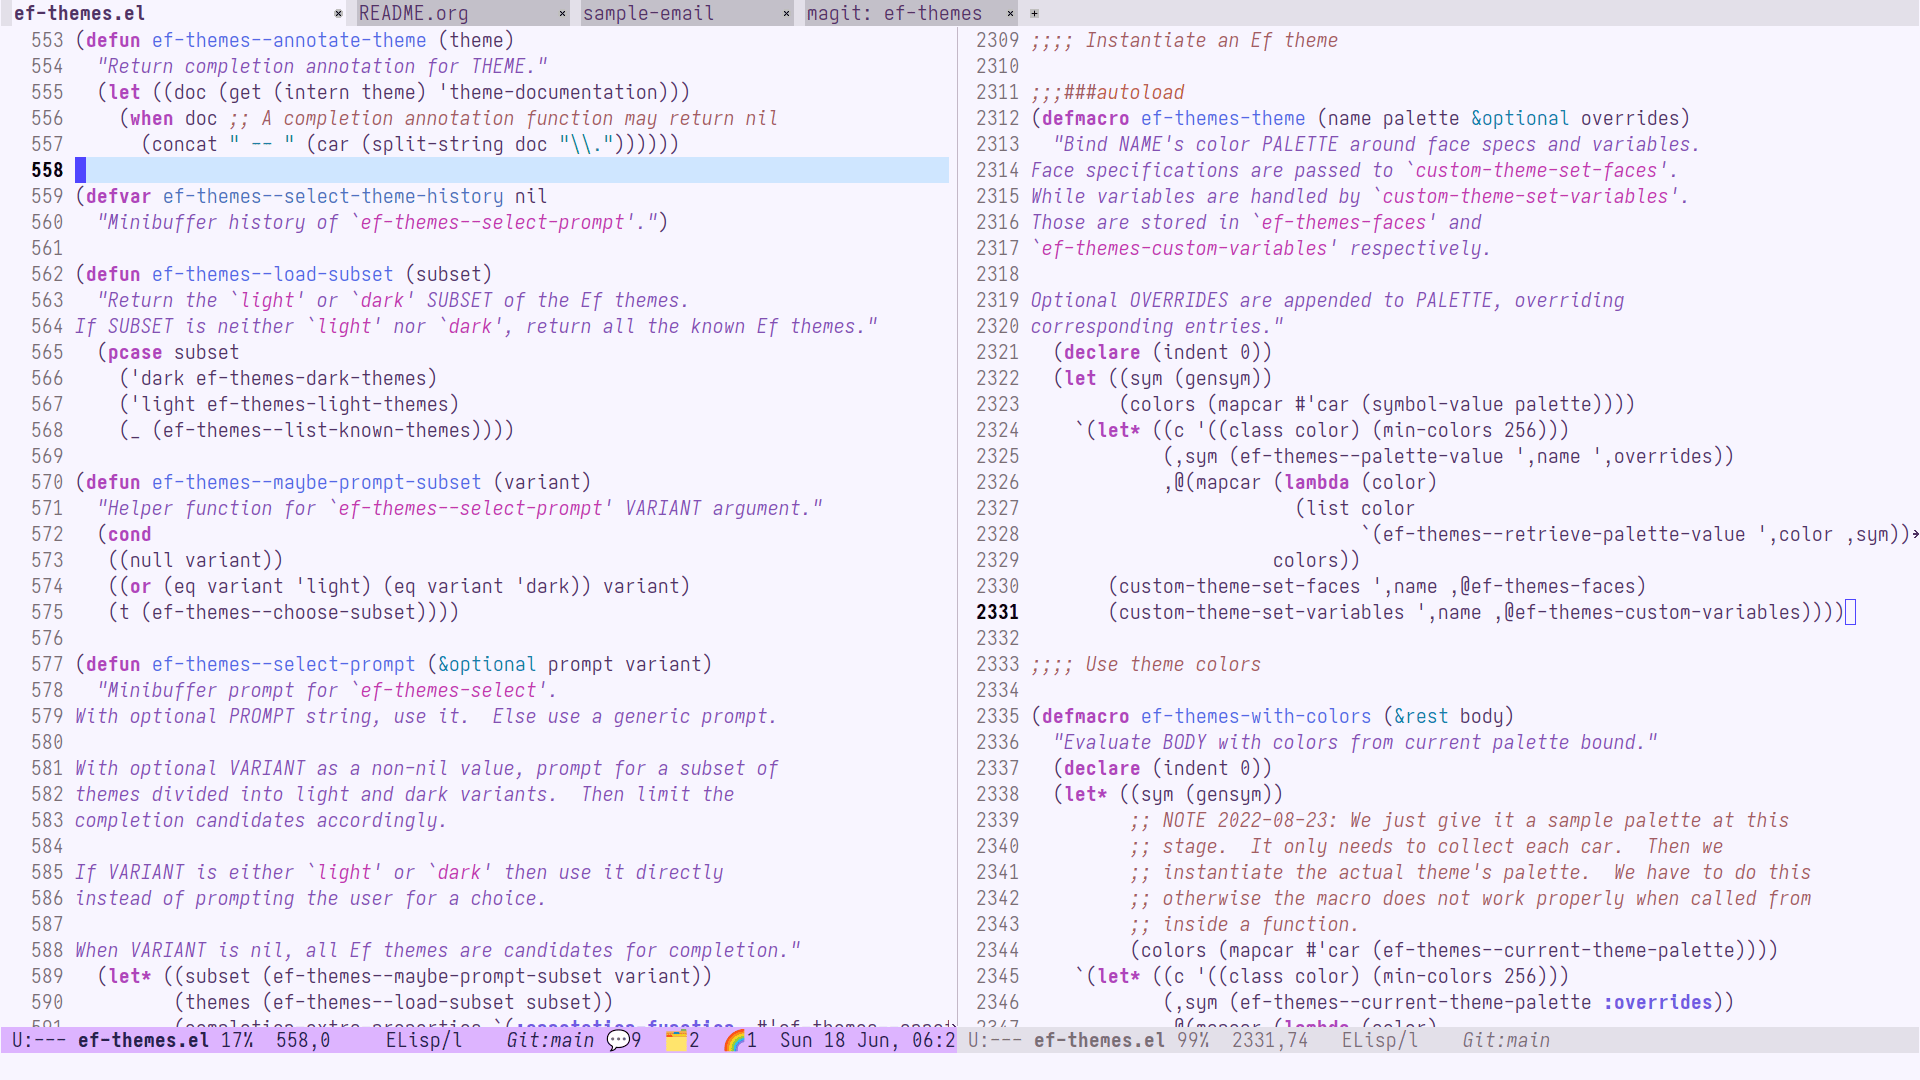 ef-themes.el × README.org × sample-email × magit: ef-themes × +
553 (defun ef-themes--annotate-theme (theme)
554   "Return completion annotation for THEME."
555   (let ((doc (get (intern theme) 'theme-documentation)))
556     (when doc ;; A completion annotation function may return nil
557       (concat " -- " (car (split-string doc "\\."))))))
558
559 (defvar ef-themes--select-theme-history nil
560   "Minibuffer history of `ef-themes--select-prompt'.")
561
562 (defun ef-themes--load-subset (subset)
563   "Return the `light' or `dark' SUBSET of the Ef themes.
564 If SUBSET is neither `light' nor `dark', return all the known Ef themes."
565   (pcase subset
566     ('dark ef-themes-dark-themes)
567     ('light ef-themes-light-themes)
568     (_ (ef-themes--list-known-themes))))
569
570 (defun ef-themes--maybe-prompt-subset (variant)
571   "Helper function for `ef-themes--select-prompt' VARIANT argument."
572   (cond
573    ((null variant))
574    ((or (eq variant 'light) (eq variant 'dark)) variant)
575    (t (ef-themes--choose-subset))))
576
577 (defun ef-themes--select-prompt (&optional prompt variant)
578   "Minibuffer prompt for `ef-themes-select'.
579 With optional PROMPT string, use it.  Else use a generic prompt.
580
581 With optional VARIANT as a non-nil value, prompt for a subset of
582 themes divided into light and dark variants.  Then limit the
583 completion candidates accordingly.
584
585 If VARIANT is either `light' or `dark' then use it directly
586 instead of prompting the user for a choice.
587
588 When VARIANT is nil, all Ef themes are candidates for completion."
589   (let* ((subset (ef-themes--maybe-prompt-subset variant))
590          (themes (ef-themes--load-subset subset))
591          (completion-extra-properties `(:annotation-function
U:--- ef-themes.el 17%  558,0     ELisp/l    Git:main 💬9  🗂️2  🌈1  Sun 18 Jun, 06:2
2309 ;;;; Instantiate an Ef theme
2310
2311 ;;;###autoload
2312 (defmacro ef-themes-theme (name palette &optional overrides)
2313   "Bind NAME's color PALETTE around face specs and variables.
2314 Face specifications are passed to `custom-theme-set-faces'.
2315 While variables are handled by `custom-theme-set-variables'.
2316 Those are stored in `ef-themes-faces' and
2317 `ef-themes-custom-variables' respectively.
2318
2319 Optional OVERRIDES are appended to PALETTE, overriding
2320 corresponding entries."
2321   (declare (indent 0))
2322   (let ((sym (gensym))
2323         (colors (mapcar #'car (symbol-value palette))))
2324     `(let* ((c '((class color) (min-colors 256)))
2325             (,sym (ef-themes--palette-value ',name ',overrides))
2326             ,@(mapcar (lambda (color)
2327                         (list color
2328                               `(ef-themes--retrieve-palette-value ',color ,sym))
2329                       colors))
2330        (custom-theme-set-faces ',name ,@ef-themes-faces)
2331        (custom-theme-set-variables ',name ,@ef-themes-custom-variables))))
2332
2333 ;;;; Use theme colors
2334
2335 (defmacro ef-themes-with-colors (&rest body)
2336   "Evaluate BODY with colors from current palette bound."
2337   (declare (indent 0))
2338   (let* ((sym (gensym))
2339          ;; NOTE 2022-08-23: We just give it a sample palette at this
2340          ;; stage.  It only needs to collect each car.  Then we
2341          ;; instantiate the actual theme's palette.  We have to do this
2342          ;; otherwise the macro does not work properly when called from
2343          ;; inside a function.
2344          (colors (mapcar #'car (ef-themes--current-theme-palette))))
2345     `(let* ((c '((class color) (min-colors 256)))
2346             (,sym (ef-themes--current-theme-palette :overrides))
2347             ,@(mapcar (lambda (color)
U:--- ef-themes.el 99%  2331,74   ELisp/l    Git:main